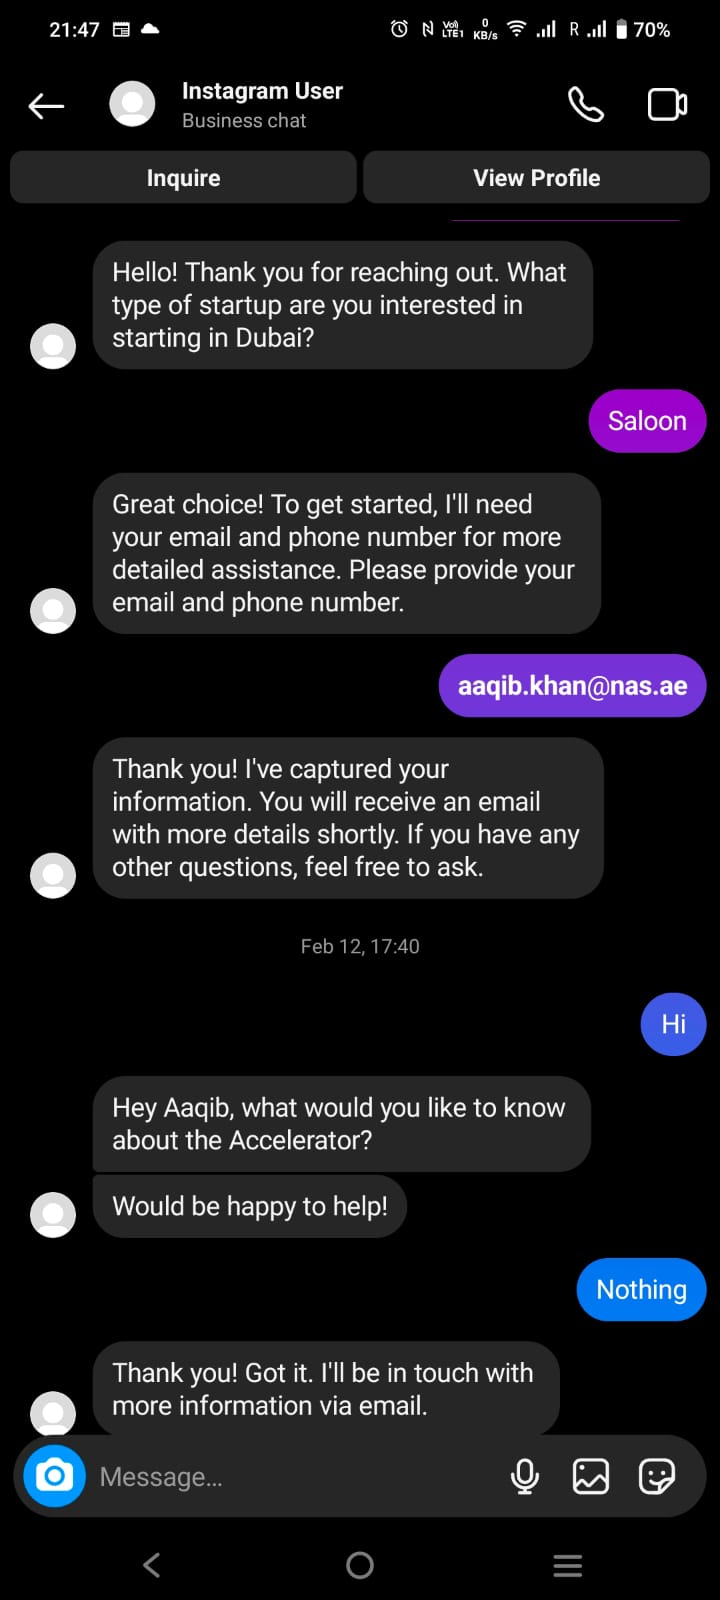 21:47
Vo)) LTE1 0 KB/s R 70%
Instagram User
Business chat
Inquire
View Profile
Hello! Thank you for reaching out. What
type of startup are you interested in
starting in Dubai?
Saloon
Great choice! To get started, I'll need
your email and phone number for more
detailed assistance. Please provide your
email and phone number.
aaqib.khan@nas.ae
Thank you! I've captured your
information. You will receive an email
with more details shortly. If you have any
other questions, feel free to ask.
Feb 12, 17:40
Hi
Hey Aaqib, what would you like to know
about the Accelerator?
Would be happy to help!
Nothing
Thank you! Got it. I'll be in touch with
more information via email.
Message...